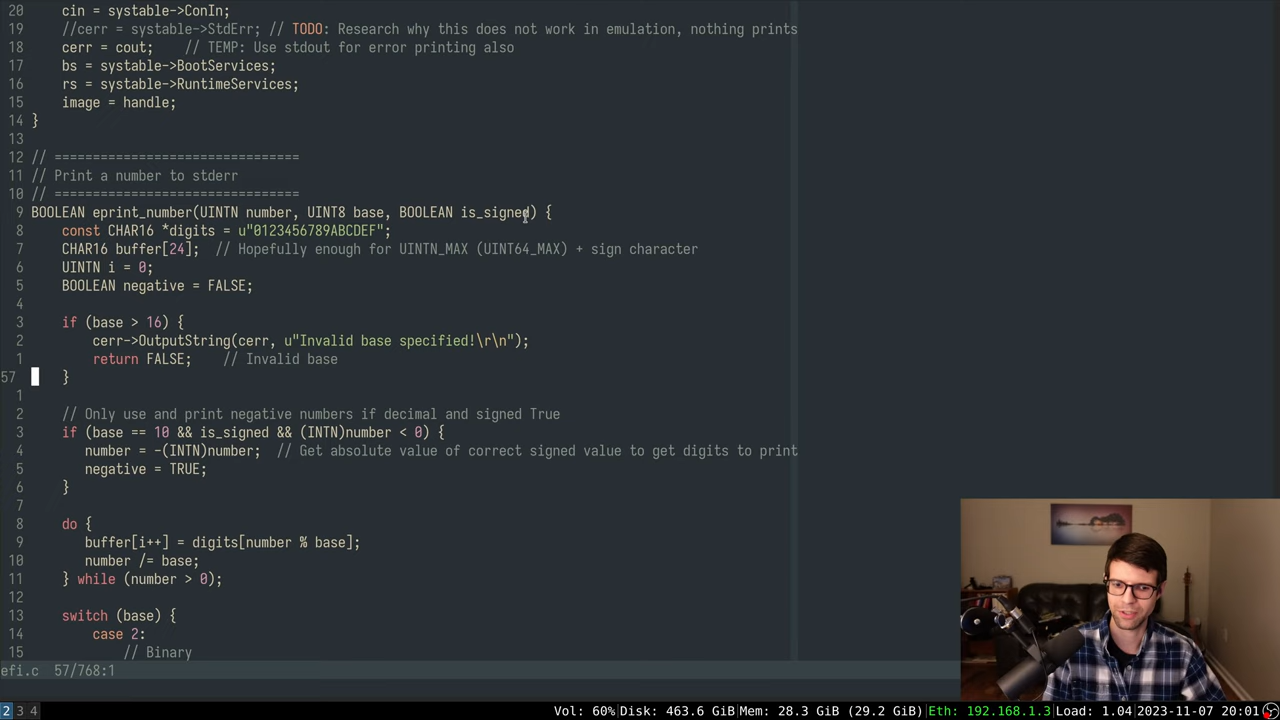 20     cin = systable->ConIn;
19     //cerr = systable->StdErr; // TODO: Research why this does not work in emulation, nothing prints
18     cerr = cout;    // TEMP: Use stdout for error printing also
17     bs = systable->BootServices;
16     rs = systable->RuntimeServices;
15     image = handle;
14 }
13
12 // ================================
11 // Print a number to stderr
10 // ================================
9 BOOLEAN eprint_number(UINTN number, UINT8 base, BOOLEAN is_signed) {
8     const CHAR16 *digits = u"0123456789ABCDEF";
7     CHAR16 buffer[24];  // Hopefully enough for UINTN_MAX (UINT64_MAX) + sign character
6     UINTN i = 0;
5     BOOLEAN negative = FALSE;
4
3     if (base > 16) {
2         cerr->OutputString(cerr, u"Invalid base specified!\r\n");
1         return FALSE;    // Invalid base
57     }
1
2     // Only use and print negative numbers if decimal and signed True
3     if (base == 10 && is_signed && (INTN)number < 0) {
4        number = -(INTN)number;  // Get absolute value of correct signed value to get digits to print
5        negative = TRUE;
6     }
7
8     do {
9        buffer[i++] = digits[number % base];
10        number /= base;
11     } while (number > 0);
12
13     switch (base) {
14         case 2:
15             // Binary
efi.c  57/768:1
2 3 4
Vol: 60%|Disk: 463.6 GiB|Mem: 28.3 GiB (29.2 GiB)|Eth: 192.168.1.3|Load: 1.04|2023-11-07 20:01